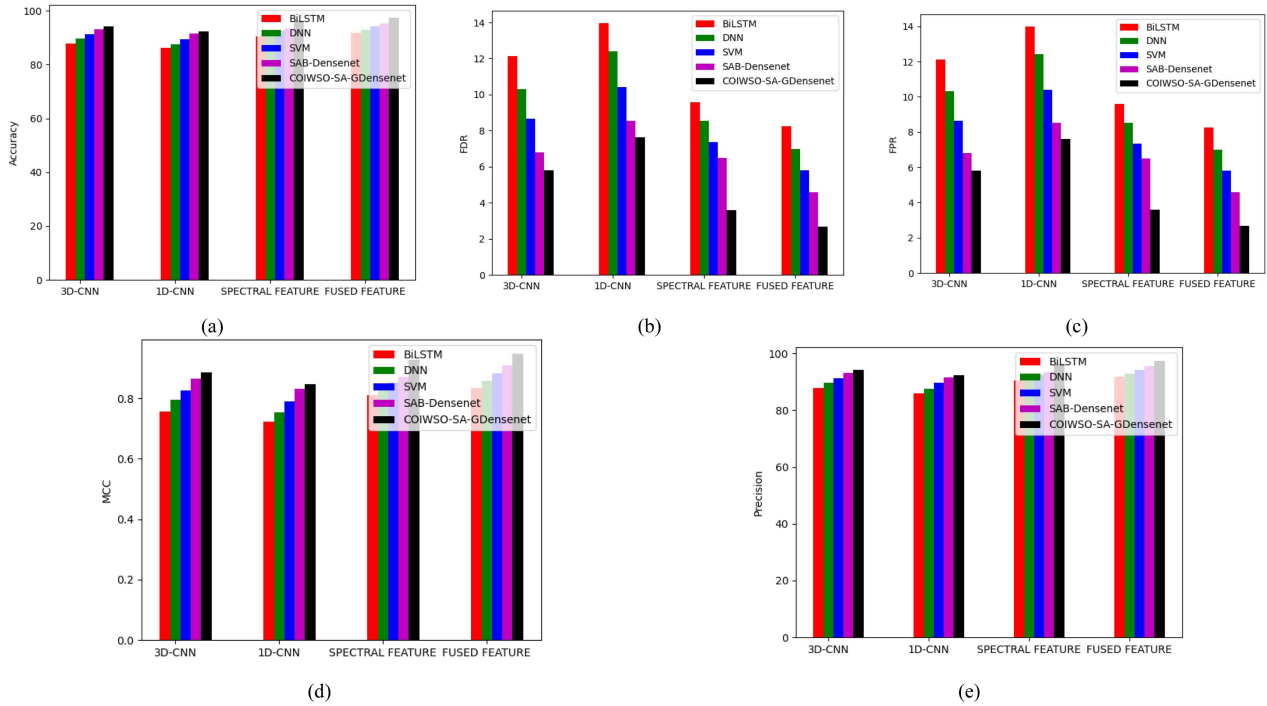 100
80
60
40
20
0
Accuracy
BiLSTM
DNN
SVM
SAB-Densenet
COIWSO-SA-GDensenet
3D-CNN 1D-CNN SPECTRAL FEATURE FUSED FEATURE
(a)
14
12
10
8
6
4
2
0
FDR
BiLSTM
DNN
SVM
SAB-Densenet
COIWSO-SA-GDensenet
3D-CNN 1D-CNN SPECTRAL FEATURE FUSED FEATURE
(b)
14
12
10
8
6
4
2
0
FPR
BiLSTM
DNN
SVM
SAB-Densenet
COIWSO-SA-GDensenet
3D-CNN 1D-CNN SPECTRAL FEATURE FUSED FEATURE
(c)
0.8
0.6
0.4
0.2
0.0
MCC
BiLSTM
DNN
SVM
SAB-Densenet
COIWSO-SA-GDensenet
3D-CNN 1D-CNN SPECTRAL FEATURE FUSED FEATURE
(d)
100
80
60
40
20
0
Precision
BiLSTM
DNN
SVM
SAB-Densenet
COIWSO-SA-GDensenet
3D-CNN 1D-CNN SPECTRAL FEATURE FUSED FEATURE
(e)